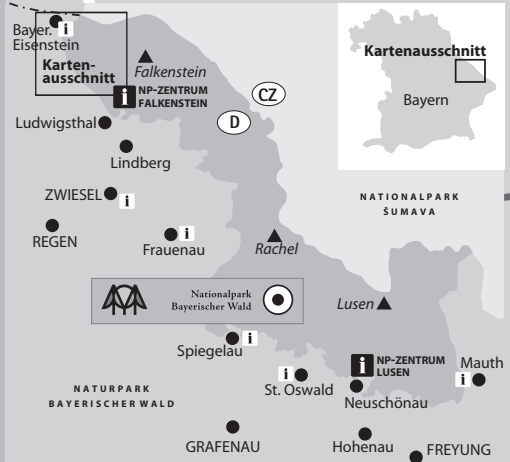 Bayer.
Eisenstein
i
Karten-
ausschnitt
Falkenstein
i
NP-ZENTRUM
FALKENSTEIN
CZ
D
Kartenausschnitt
Bayern
Ludwigsthal
Lindberg
ZWIESEL
i
NATIONALPARK
ŠUMAVA
REGEN
Frauenau
i
Rachel
Nationalpark
Bayerischer Wald
Lusen
Spiegelau
i
i
NP-ZENTRUM
LUSEN
Mauth
i
i
St. Oswald
Neuschönau
NATURPARK
BAYERISCHER WALD
GRAFENAU
Hohenau
FREYUNG